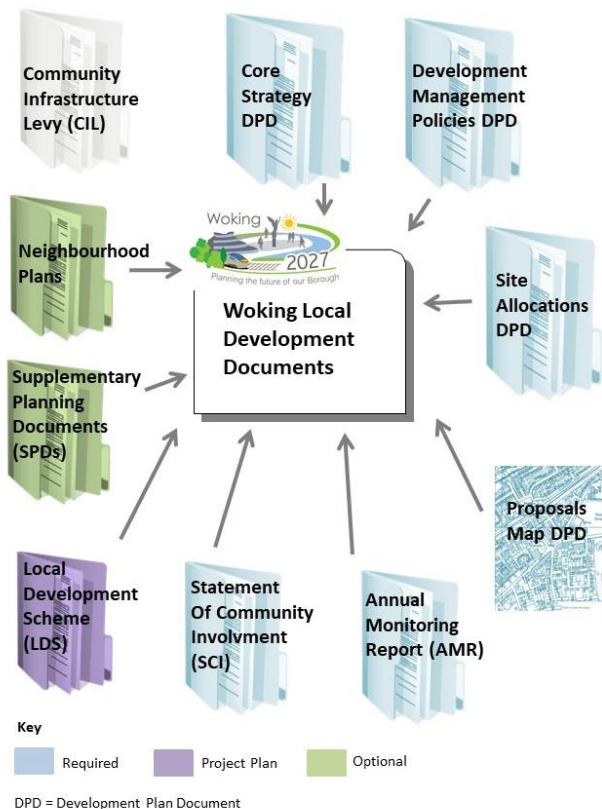 Community
Infrastructure
Levy (CIL)
Core
Strategy
DPD
Development
Management
Policies DPD
Neighbourhood
Plans
Woking
2027
Planning the future of our Borough
Woking Local
Development
Documents
Site
Allocations
DPD
Supplementary
Planning
Documents
(SPDs)
Proposals
Map DPD
Local
Development
Scheme
(LDS)
Statement
Of Community
Involvment
(SCI)
Annual
Monitoring
Report (AMR)
Key
Required
Project Plan
Optional
DPD = Development Plan Document